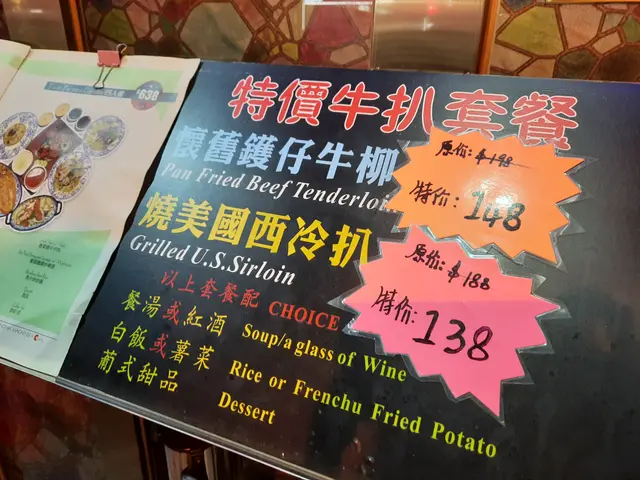 特價牛扒套餐
懷舊鑊仔牛柳
Pan Fried Beef Tenderloi
原价: $198
特价: 148
燒美國西冷扒
Grilled U.S.Sirloin
原价: $188
特价: 138
以上套餐配 CHOICE
餐湯或紅酒 Soup/a glass of Wine
白飯或薯菜 Rice or Frenchu Fried Potato
葡式甜品 Dessert